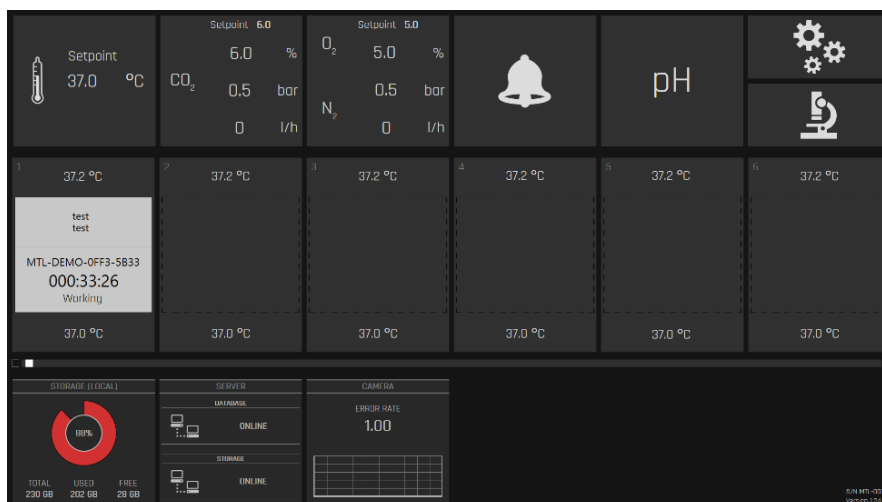 Setpoint
37.0 °C
Setpoint 6.0
CO2
6.0 %
0.5 bar
0 l/h
Setpoint 5.0
O2
5.0 %
N2
0.5 bar
0 l/h
pH
1
37.2 °C
test
test
MTL-DEMO-0FF3-5B33
000:33:26
Working
37.0 °C
2
37.2 °C
37.0 °C
3
37.2 °C
37.0 °C
4
37.2 °C
37.0 °C
5
37.2 °C
37.0 °C
6
37.2 °C
37.0 °C
STORAGE (LOCAL)
88%
TOTAL USED FREE
230 GB 202 GB 28 GB
SERVER
DATABASE
ONLINE
STORAGE
ONLINE
CAMERA
ERROR RATE
1.00
S/N MTL-
Version